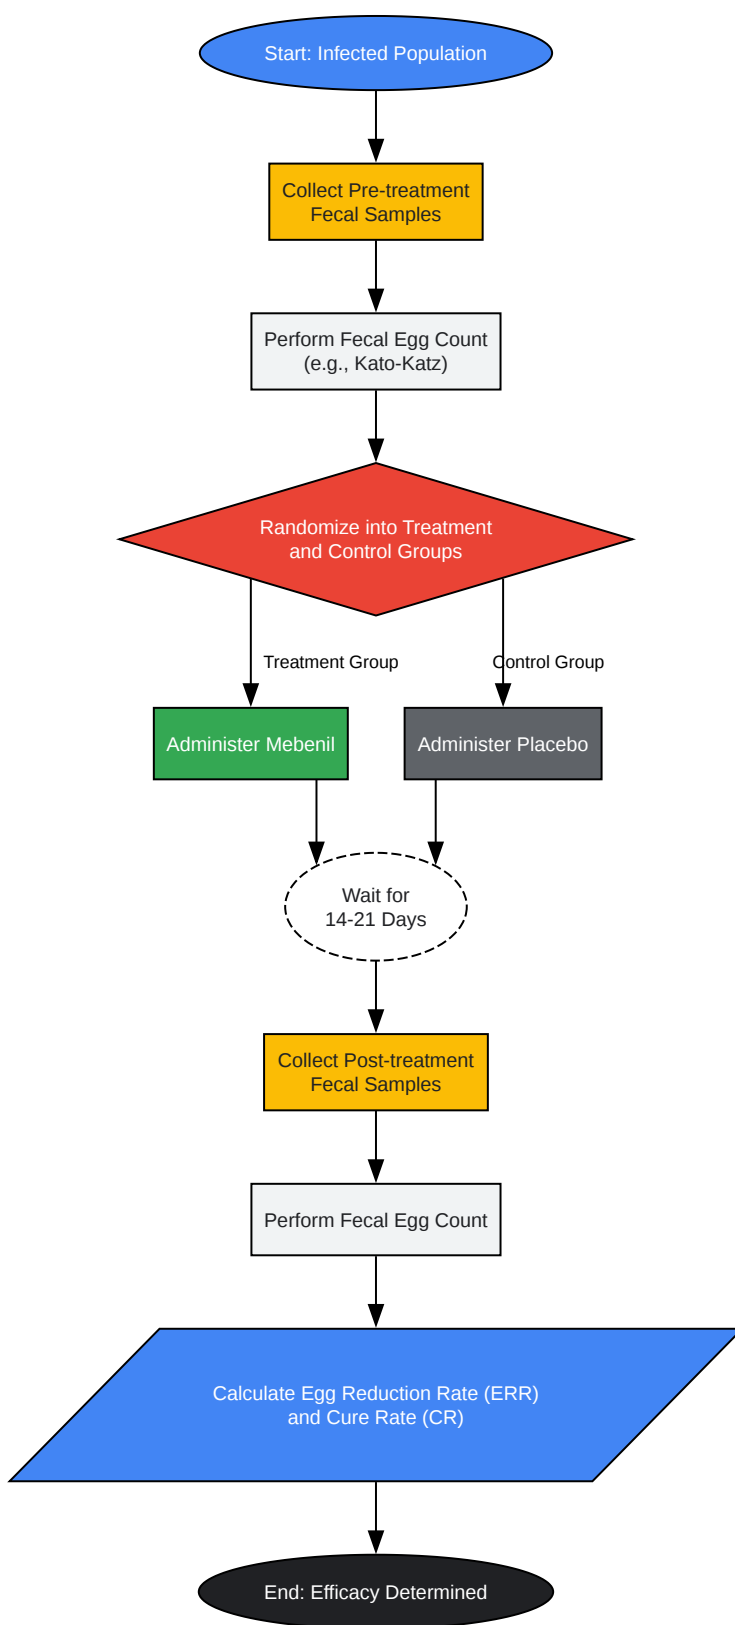 Start: Infected Population
Collect Pre-treatment
Fecal Samples
Perform Fecal Egg Count
(e.g., Kato-Katz)
Randomize into Treatment
and Control Groups
Treatment Group
Control Group
Administer Mebenil
Administer Placebo
Wait for
14-21 Days
Collect Post-treatment
Fecal Samples
Perform Fecal Egg Count
Calculate Egg Reduction Rate (ERR)
and Cure Rate (CR)
End: Efficacy Determined